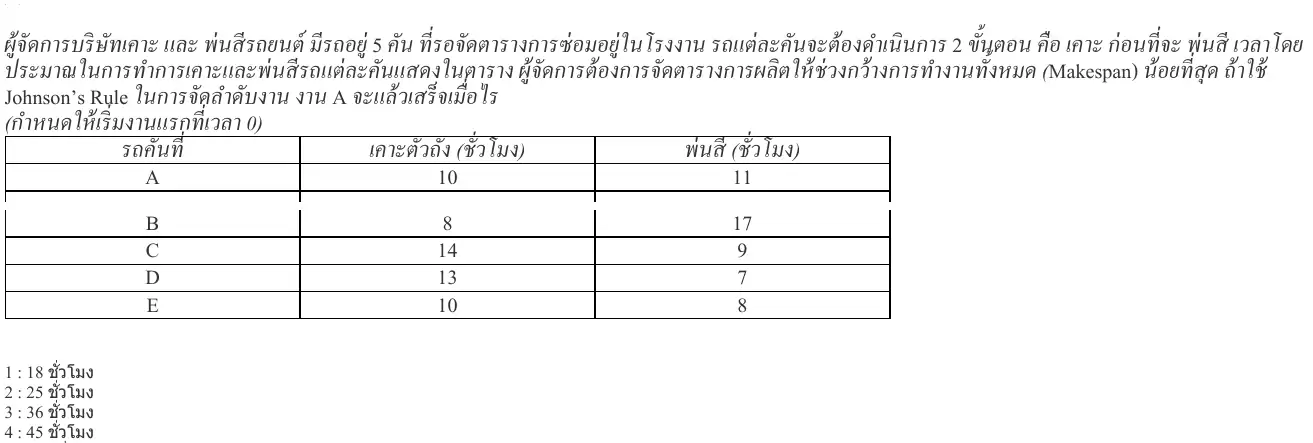 ผู้จัดการบริษัทเคาะ และ พ่นสีรถยนต์ มีรถอยู่ 5 คัน ที่รอจัดตารางการซ่อมอยู่ในโรงงาน รถแต่ละคันจะต้องดำเนินการ 2 ขั้นตอน คือ เคาะ ก่อนที่จะ พ่นสี เวลาโดย
ประมาณในการทำการเคาะและพ่นสีรถแต่ละคันแสดงในตาราง ผู้จัดการต้องการจัดตารางการผลิตให้ช่วงกว้างการทำงานทั้งหมด (Makespan) น้อยที่สุด ถ้าใช้
Johnson’s Rule ในการจัดลำดับงาน งาน A จะแล้วเสร็จเมื่อไร
(กำหนดให้เริ่มงานแรกที่เวลา 0)
รถคันที่ เคาะตัวถัง (ชั่วโมง) พ่นสี (ชั่วโมง)
A 10 11
B 8 17
C 14 9
D 13 7
E 10 8
1 : 18 ชั่วโมง
2 : 25 ชั่วโมง
3 : 36 ชั่วโมง
4 : 45 ชั่วโมง